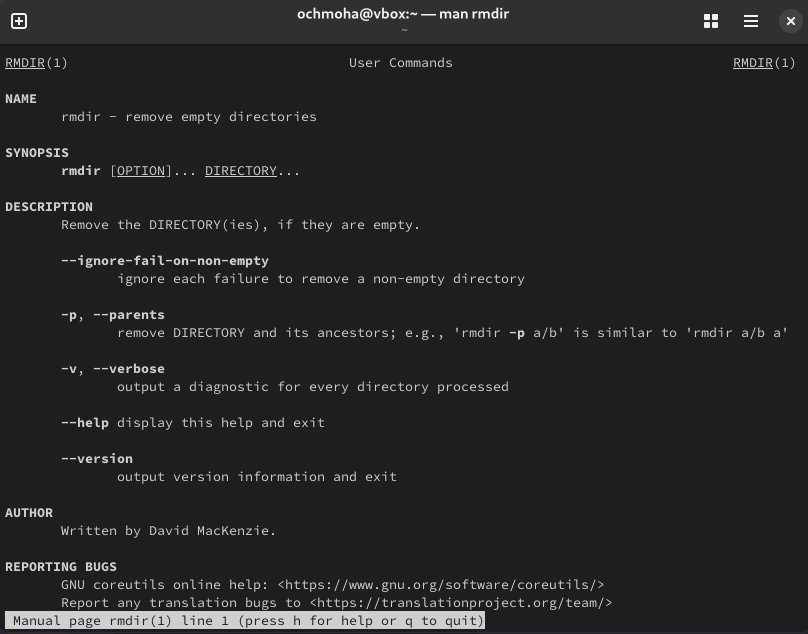 ochmoha@vbox:~ — man rmdir
~
RMDIR(1) User Commands RMDIR(1)
NAME
rmdir - remove empty directories
SYNOPSIS
rmdir [OPTION]... DIRECTORY...
DESCRIPTION
Remove the DIRECTORY(ies), if they are empty.
--ignore-fail-on-non-empty
ignore each failure to remove a non-empty directory
-p, --parents
remove DIRECTORY and its ancestors; e.g., 'rmdir -p a/b' is similar to 'rmdir a/b a'
-v, --verbose
output a diagnostic for every directory processed
--help display this help and exit
--version
output version information and exit
AUTHOR
Written by David MacKenzie.
REPORTING BUGS
GNU coreutils online help: <https://www.gnu.org/software/coreutils/>
Report any translation bugs to <https://translationproject.org/team/>
Manual page rmdir(1) line 1 (press h for help or q to quit)